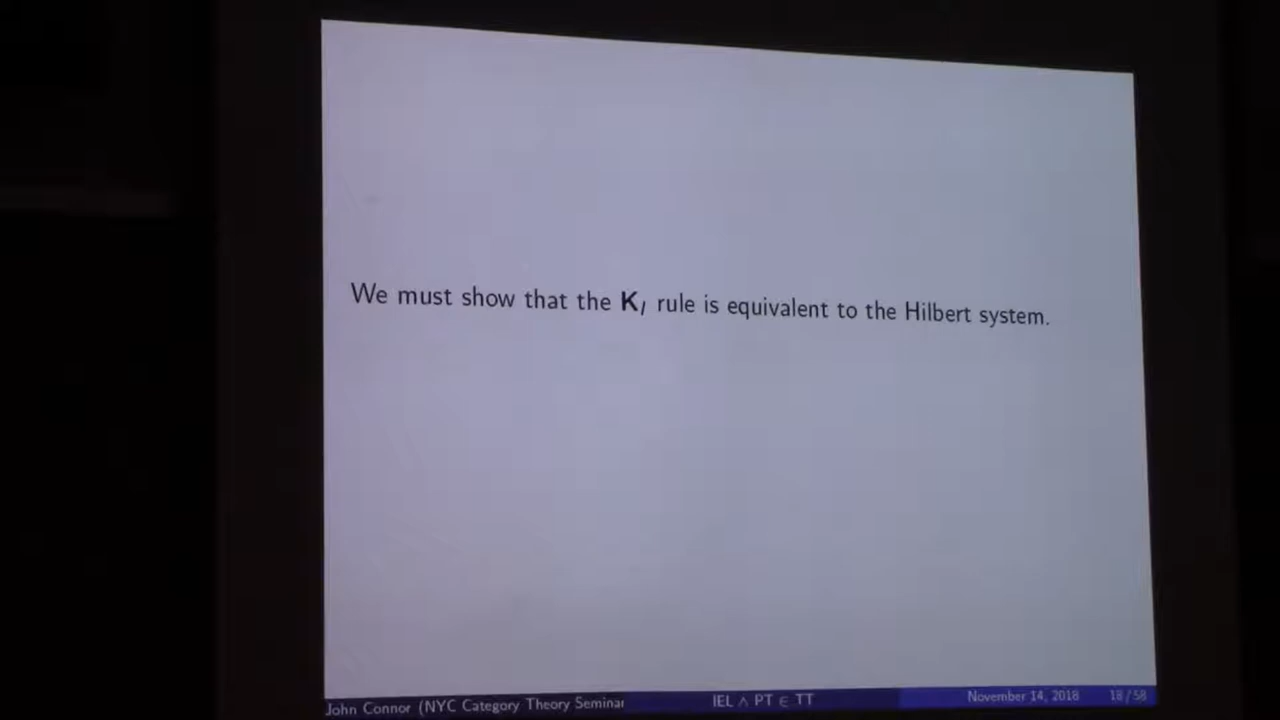 We must show that the K_I rule is equivalent to the Hilbert system.
John Connor (NYC Category Theory Seminar IEL ∧ PT ∈ TT November 14, 2018 18 / 58